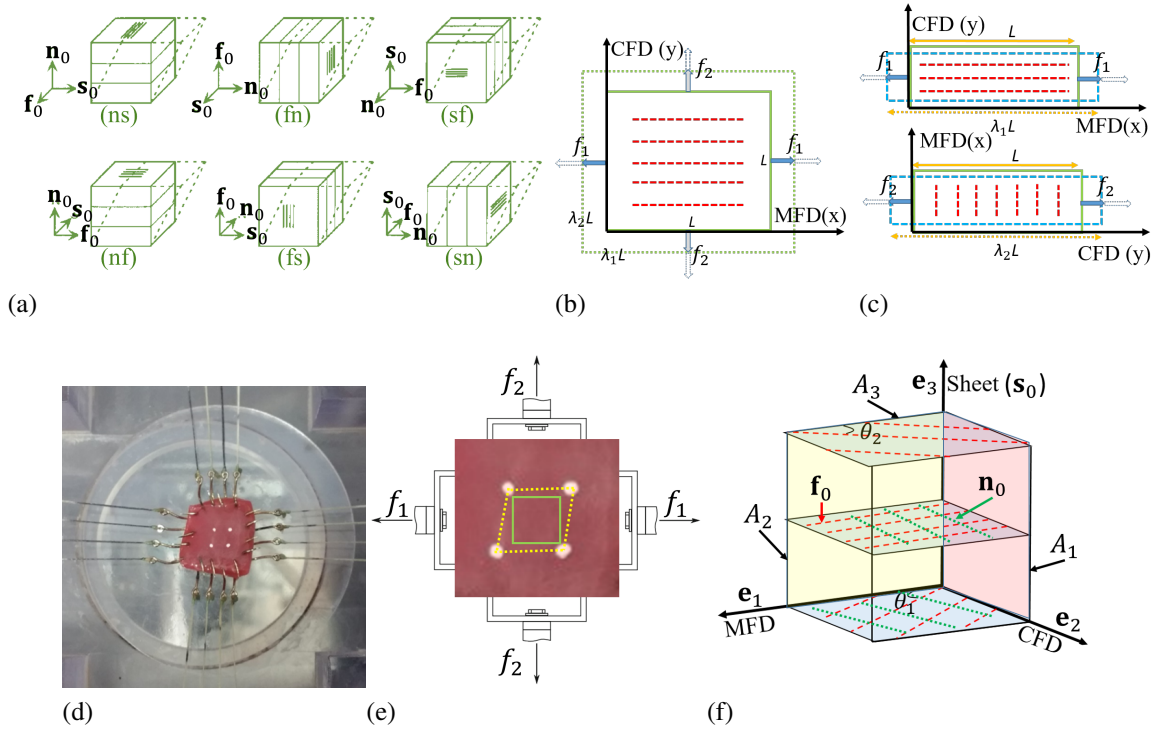 n₀
s₀
f₀
(ns)
f₀
n₀
s₀
(fn)
s₀
f₀
n₀
(sf)
n₀
s₀
f₀
(nf)
f₀
n₀
s₀
(fs)
s₀
f₀
n₀
(sn)
(a)
CFD (y)
f₂
f₁
f₁
L
MFD(x)
λ₂L
L
λ₁L
f₂
(b)
CFD (y)
L
f₁
f₁
λ₁L
MFD(x)
MFD(x)
L
f₂
f₂
λ₂L
CFD (y)
(c)
(d)
f₂
f₁
f₁
f₂
(e)
A₃
e₃ Sheet (s₀)
θ₂
f₀
n₀
A₂
A₁
e₁
θ₁
e₂
MFD
CFD
(f)